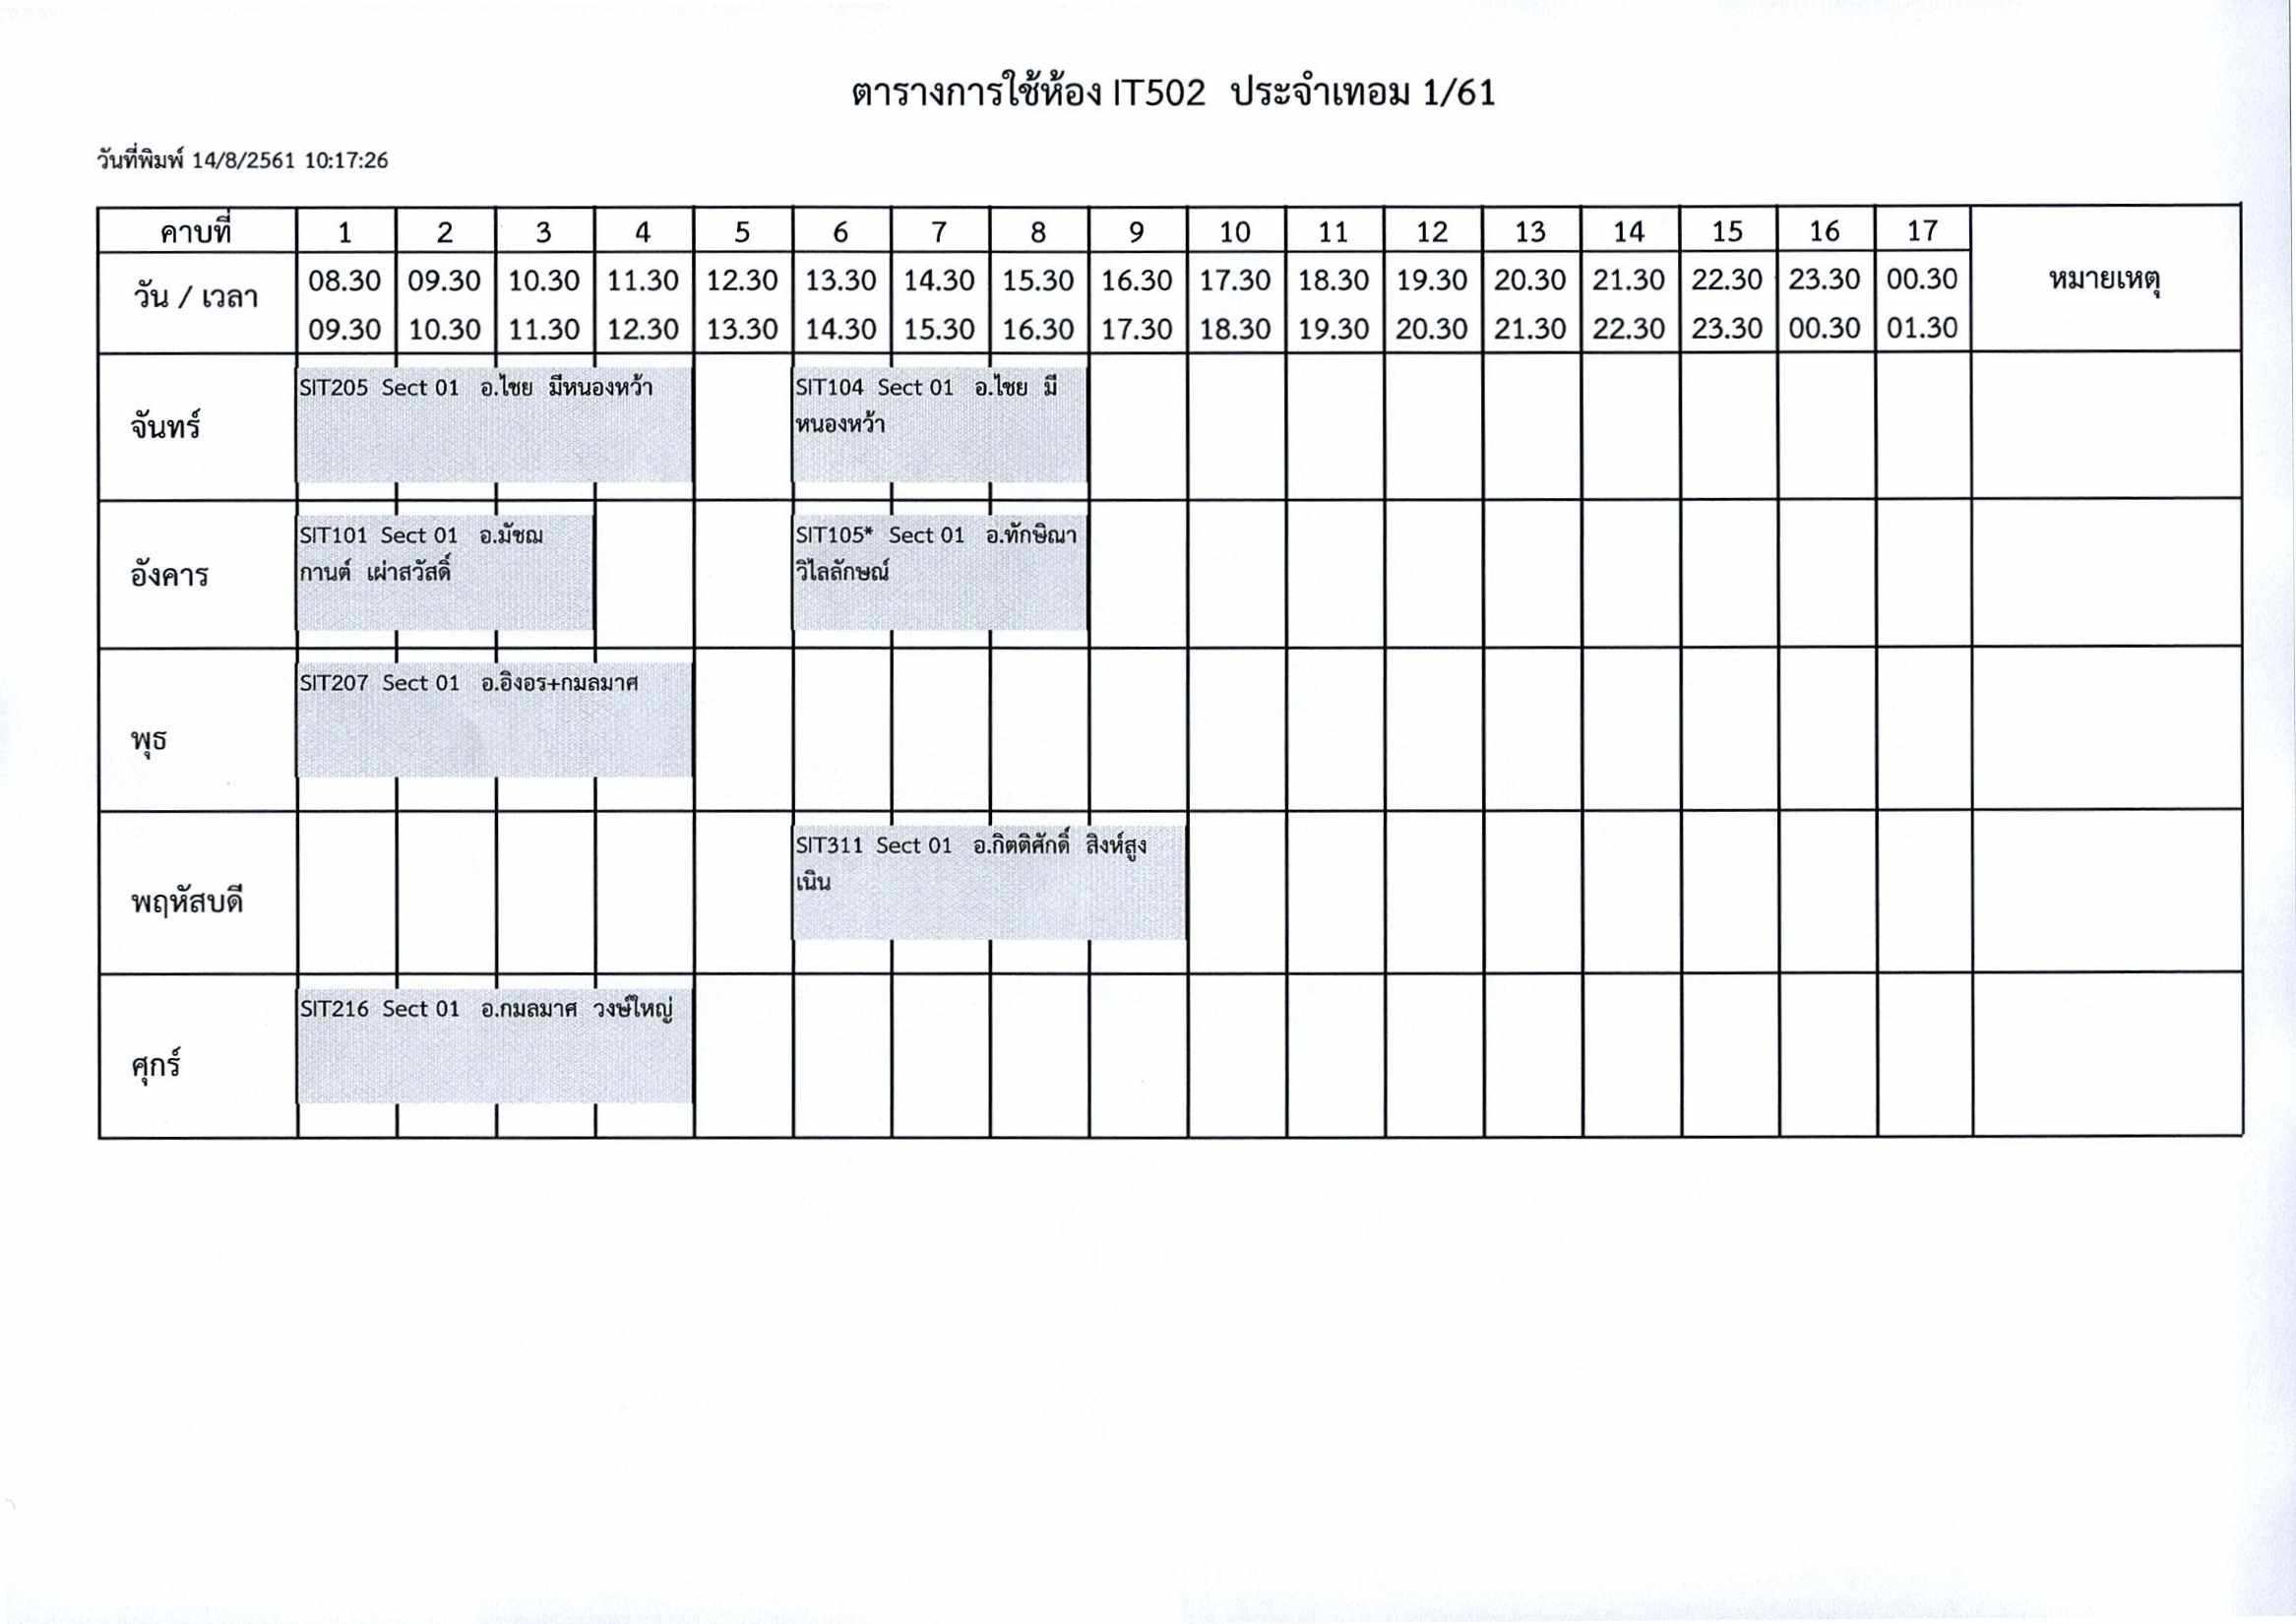 ตารางการใช้ห้อง IT502 ประจำเทอม 1/61
วันที่พิมพ์ 14/8/2561 10:17:26
คาบที่ 1 2 3 4 5 6 7 8 9 10 11 12 13 14 15 16 17
วัน / เวลา
08.30 09.30 10.30 11.30 12.30 13.30 14.30 15.30 16.30 17.30 18.30 19.30 20.30 21.30 22.30 23.30 00.30
หมายเหตุ
09.30 10.30 11.30 12.30 13.30 14.30 15.30 16.30 17.30 18.30 19.30 20.30 21.30 22.30 23.30 00.30 01.30
จันทร์
SIT205 Sect 01 อ.ไชย มีหนองหว้า
SIT104 Sect 01 อ.ไชย มี
หนองหว้า
อังคาร
SIT101 Sect 01 อ.มัชฌ
กานต์ เผ่าสวัสดิ์
SIT105* Sect 01 อ.ทักษิณา
วิไลลักษณ์
พุธ
SIT207 Sect 01 อ.อิงอร+กมลมาศ
พฤหัสบดี
SIT311 Sect 01 อ.กิตติศักดิ์ สิงห์สูง
เนิน
ศุกร์
SIT216 Sect 01 อ.กมลมาศ วงษ์ใหญ่